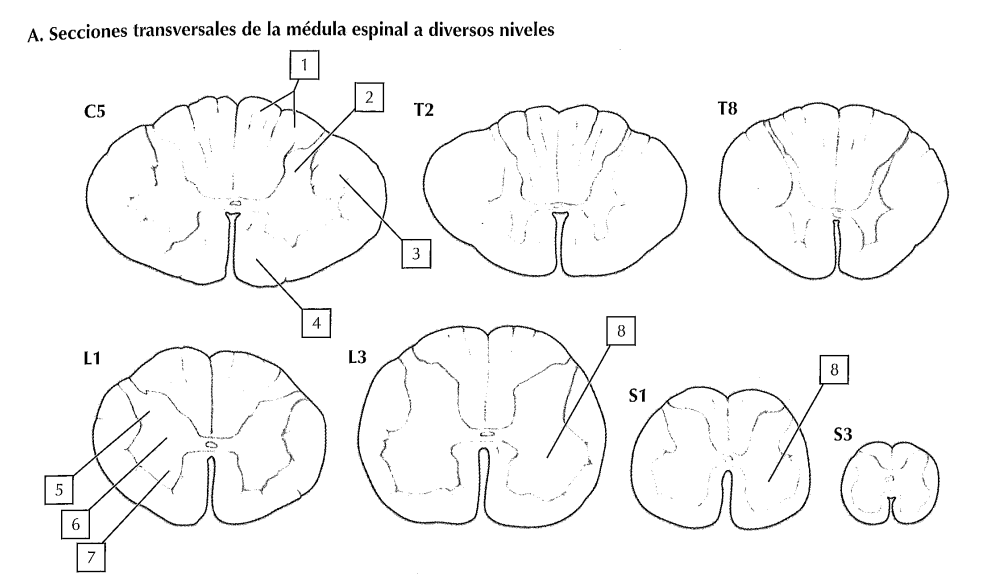 A. Secciones transversales de la médula espinal a diversos niveles
1
C5
2
T2
T8
3
4
L1
L3
8
S1
8
S3
5
6
7